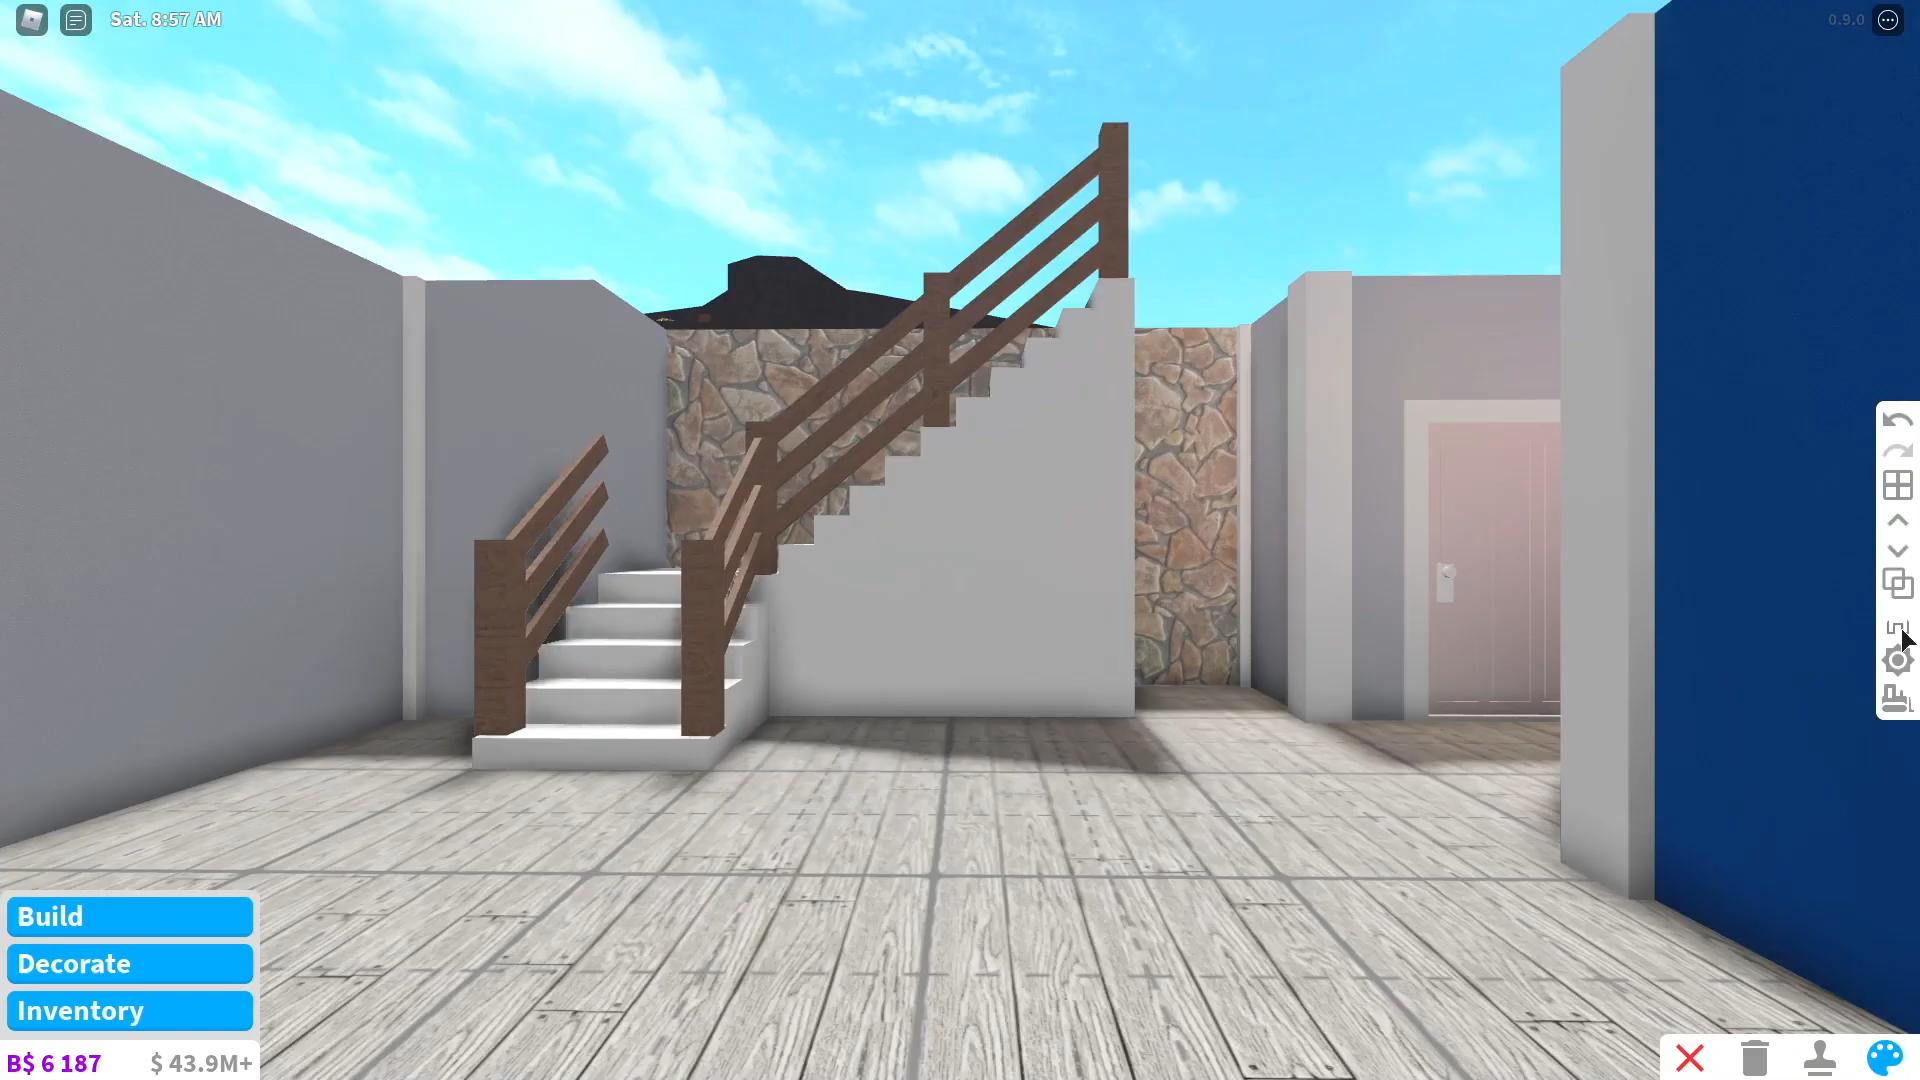 Sat. 8:57 AM
0.9.0
Build
Decorate
Inventory
B$ 6 187
$ 43.9M+